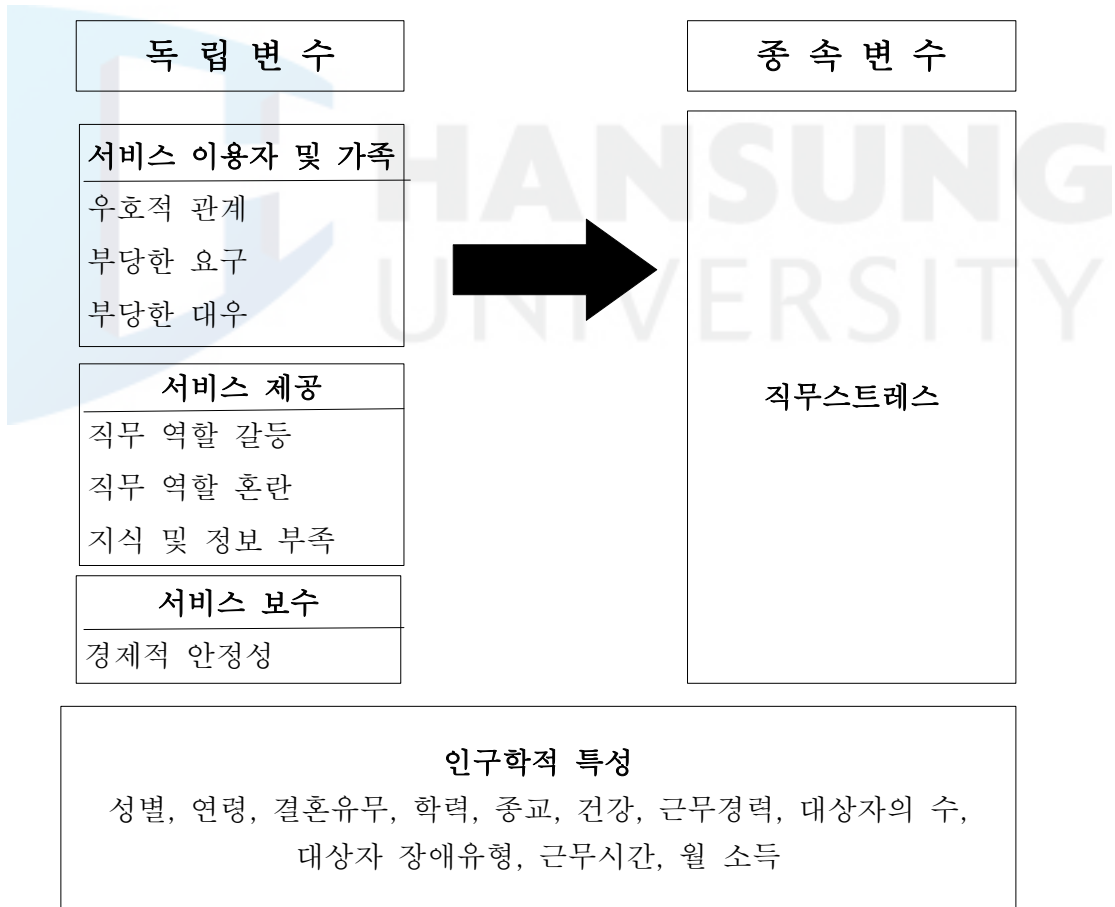 독 립 변 수
종 속 변 수
HANSUNG
UNIVERSITY
서비스 이용자 및 가족
우호적 관계
부당한 요구
부당한 대우
서비스 제공
직무 역할 갈등
직무 역할 혼란
지식 및 정보 부족
서비스 보수
경제적 안정성
직무스트레스
인구학적 특성
성별, 연령, 결혼유무, 학력, 종교, 건강, 근무경력, 대상자의 수,
대상자 장애유형, 근무시간, 월 소득